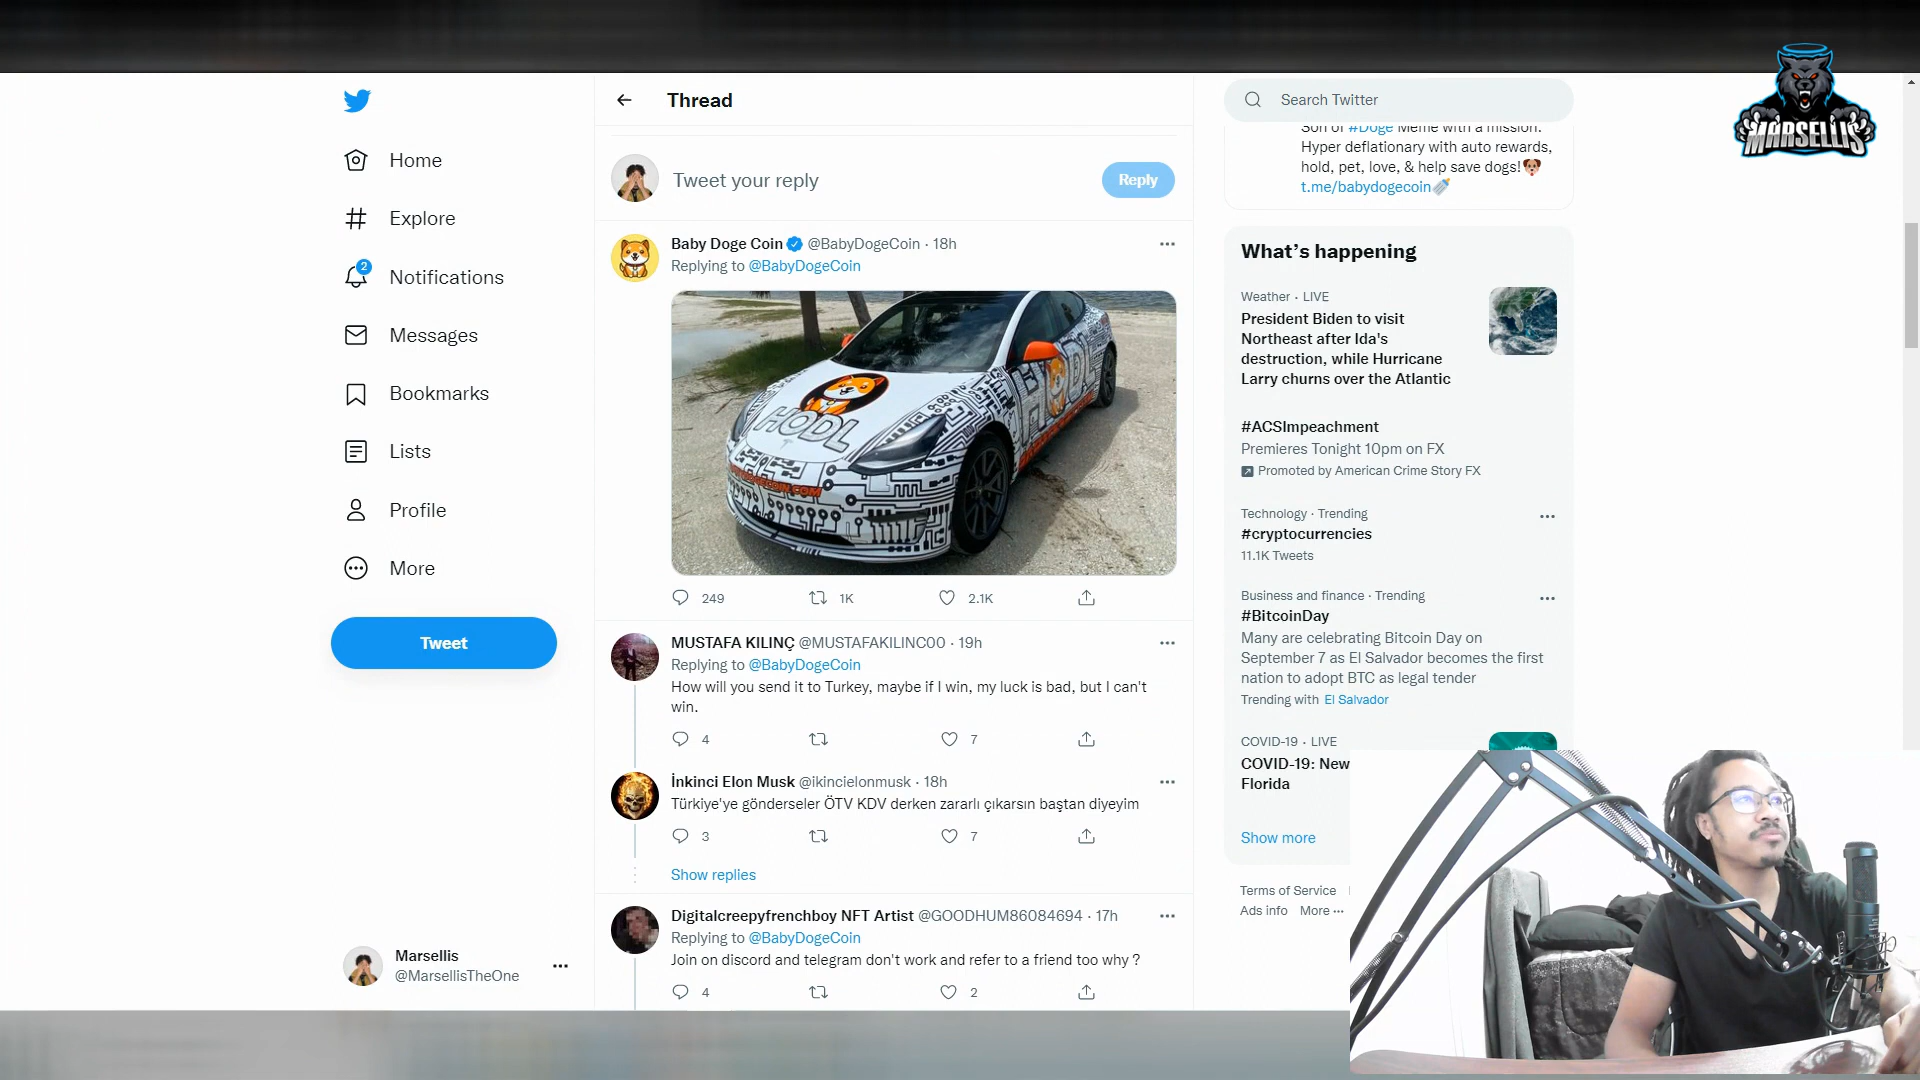 MARSELLIS
Home
Explore
2
Notifications
Messages
Bookmarks
Lists
Profile
More
Tweet
Marsellis
@MarsellisTheOne
Thread
Tweet your reply
Reply
Baby Doge Coin @BabyDogeCoin · 18h
Replying to @BabyDogeCoin
HODL
HODL
249
1K
2.1K
MUSTAFA KILINÇ @MUSTAFAKILINC00 · 19h
Replying to @BabyDogeCoin
How will you send it to Turkey, maybe if I win, my luck is bad, but I can't
win.
4
7
İnkinci Elon Musk @ikincielonmusk · 18h
Türkiye'ye gönderseler ÖTV KDV derken zararlı çıkarsın baştan diyeyim
3
7
Show replies
Digitalcreepyfrenchboy NFT Artist @GOODHUM86084694 · 17h
Replying to @BabyDogeCoin
Join on discord and telegram don't work and refer to a friend too why ?
4
2
Search Twitter
Son of #Doge Meme with a mission.
Hyper deflationary with auto rewards,
hold, pet, love, & help save dogs!
t.me/babydogecoin
What's happening
Weather · LIVE
President Biden to visit
Northeast after Ida's
destruction, while Hurricane
Larry churns over the Atlantic
#ACSImpeachment
Premieres Tonight 10pm on FX
Promoted by American Crime Story FX
Technology · Trending
#cryptocurrencies
11.1K Tweets
Business and finance · Trending
#BitcoinDay
Many are celebrating Bitcoin Day on
September 7 as El Salvador becomes the first
nation to adopt BTC as legal tender
Trending with El Salvador
COVID-19 · LIVE
COVID-19: New
Florida
Show more
Terms of Service
Ads info More